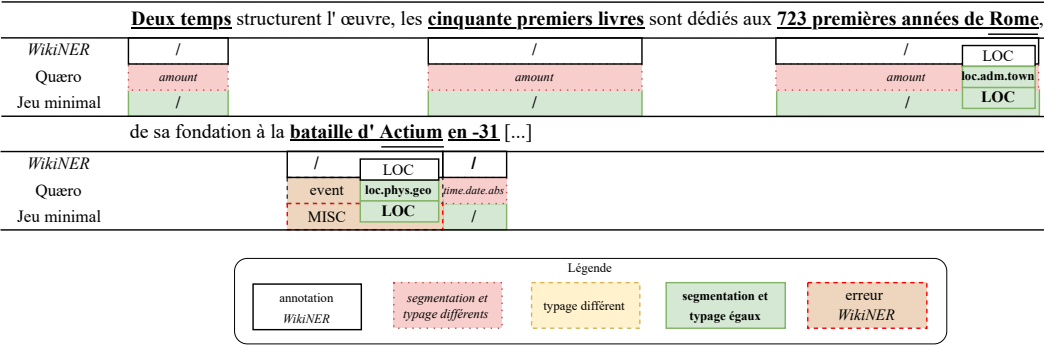 Deux temps structurent l' œuvre, les cinquante premiers livres sont dédiés aux 723 premières années de Rome,
WikiNER / / / LOC
Quæro amount amount amount loc.adm.town
Jeu minimal / / / LOC
de sa fondation à la bataille d' Actium en -31 [...]
WikiNER / LOC /
Quæro event loc.phys.geo time.date.abs
Jeu minimal MISC LOC /
Légende
annotation
WikiNER
segmentation et
typage différents
typage différent
segmentation et
typage égaux
erreur
WikiNER